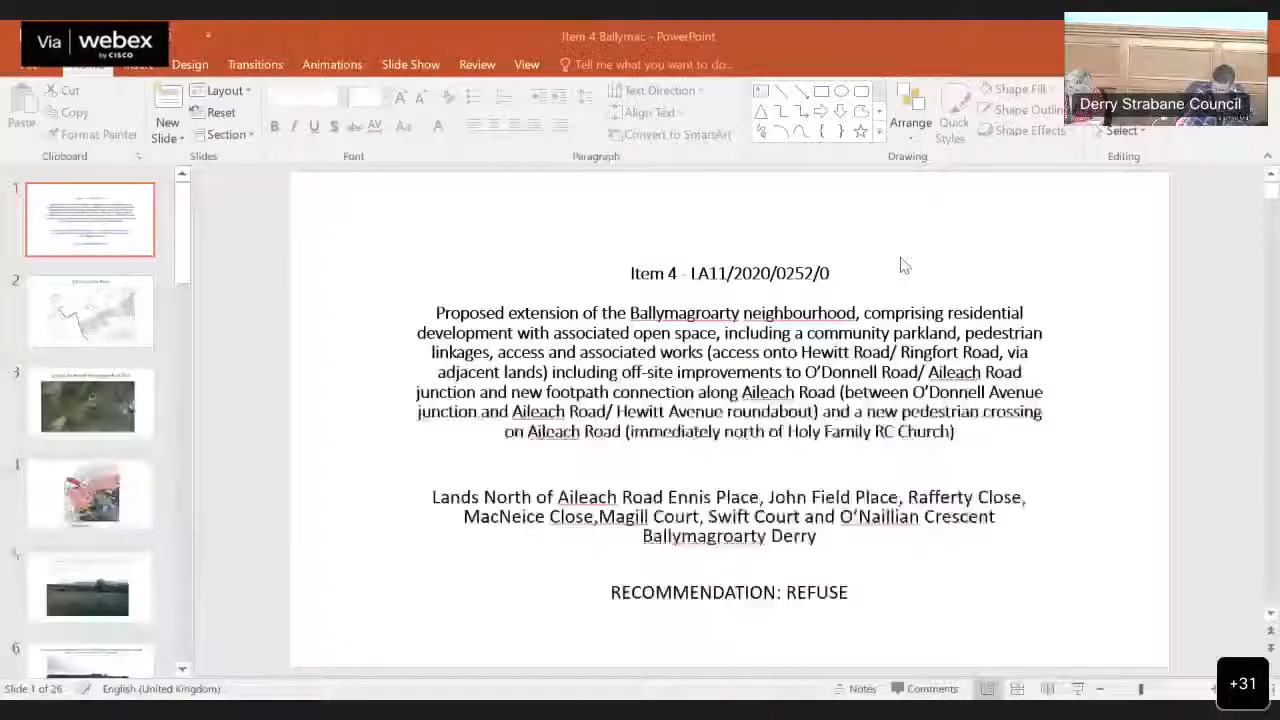 Via webex
by CISCO
Item 4 Ballymac - PowerPoint
Design Transitions Animations Slide Show Review View Tell me what you want to do...
Derry Strabane Council
Paste
Cut
Copy
Format Painter
Clipboard
New
Slide
Layout
Reset
Section
Slides
B I U S abc AV Aa A
Font
Text Direction
Align Text
Convert to SmartArt
Paragraph
Arrange
Quick
Styles
Shape Fill
Shape Outline
Shape Effects
Drawing
Select
Editing
1
2
3
4
5
6
Item 4 - LA11/2020/0252/0
Proposed extension of the Ballymagroarty neighbourhood, comprising residential
development with associated open space, including a community parkland, pedestrian
linkages, access and associated works (access onto Hewitt Road/ Ringfort Road, via
adjacent lands) including off-site improvements to O'Donnell Road/ Aileach Road
junction and new footpath connection along Aileach Road (between O'Donnell Avenue
junction and Aileach Road/ Hewitt Avenue roundabout) and a new pedestrian crossing
on Aileach Road (immediately north of Holy Family RC Church)
Lands North of Aileach Road Ennis Place, John Field Place, Rafferty Close,
MacNeice Close,Magill Court, Swift Court and O'Naillian Crescent
Ballymagroarty Derry
RECOMMENDATION: REFUSE
Slide 1 of 26 English (United Kingdom)
Notes Comments
+31